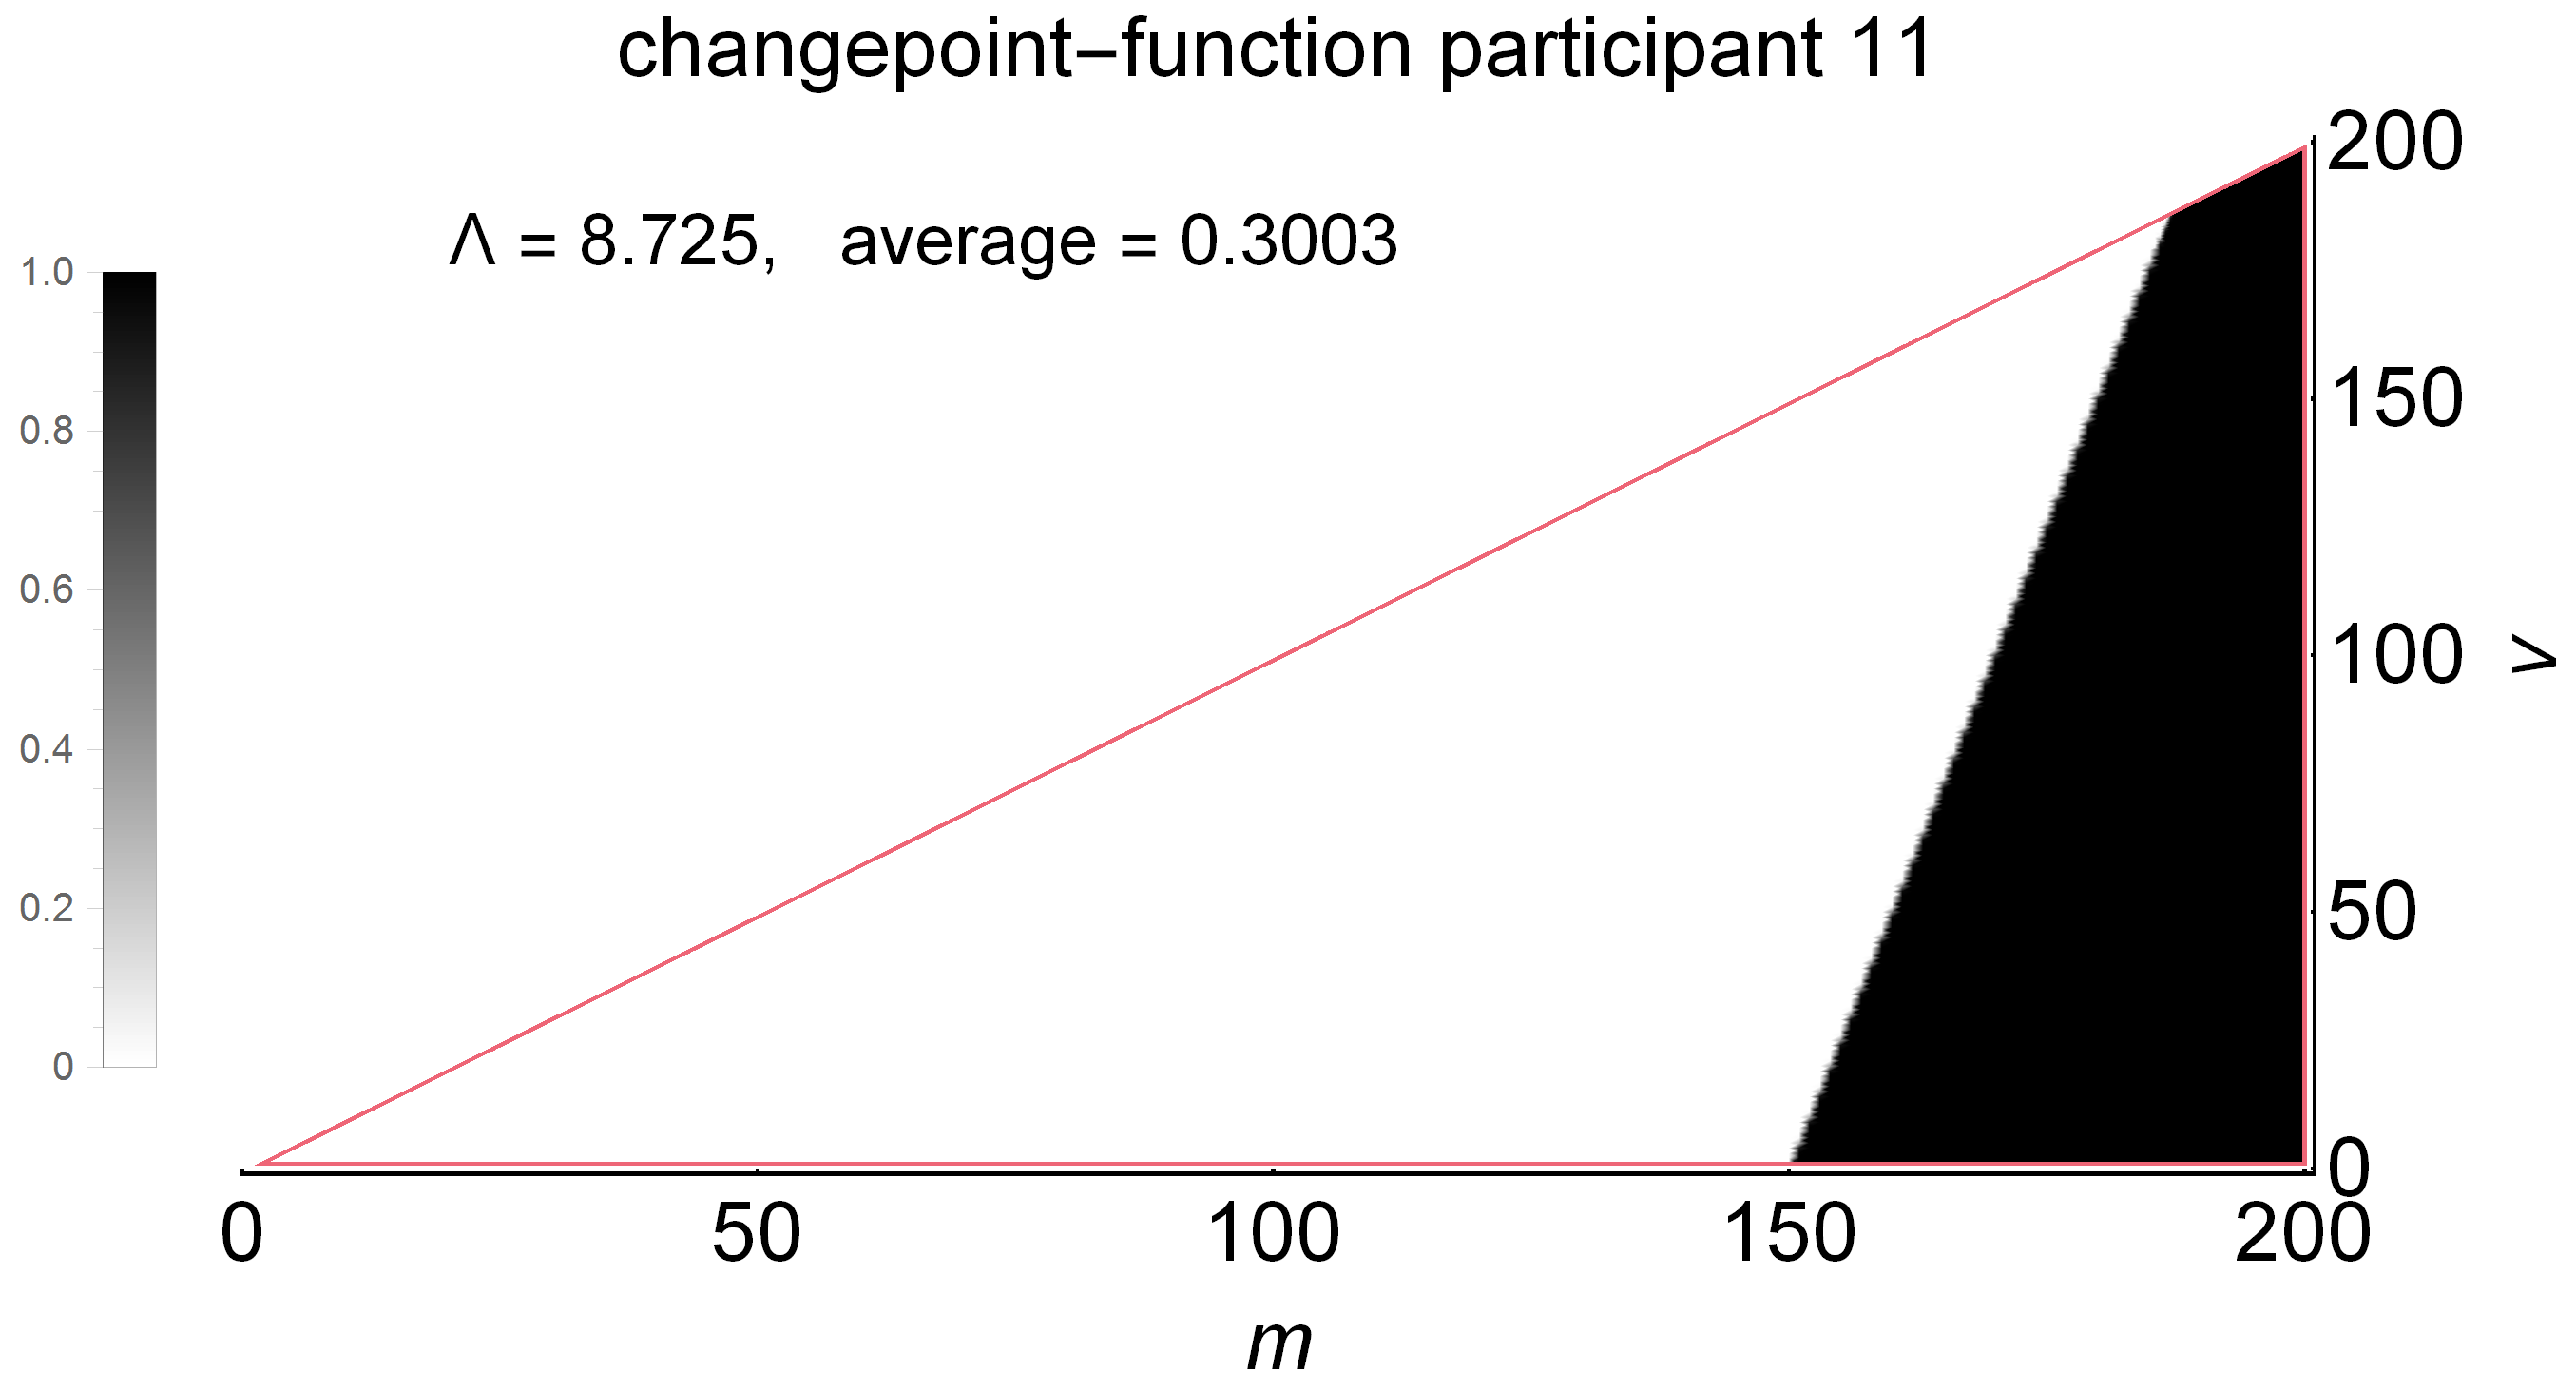 changepoint−function participant 11
Λ = 8.725,   average = 0.3003
1.0
0.8
0.6
0.4
0.2
0
200
150
100
50
0
v
0 50 100 150 200
m